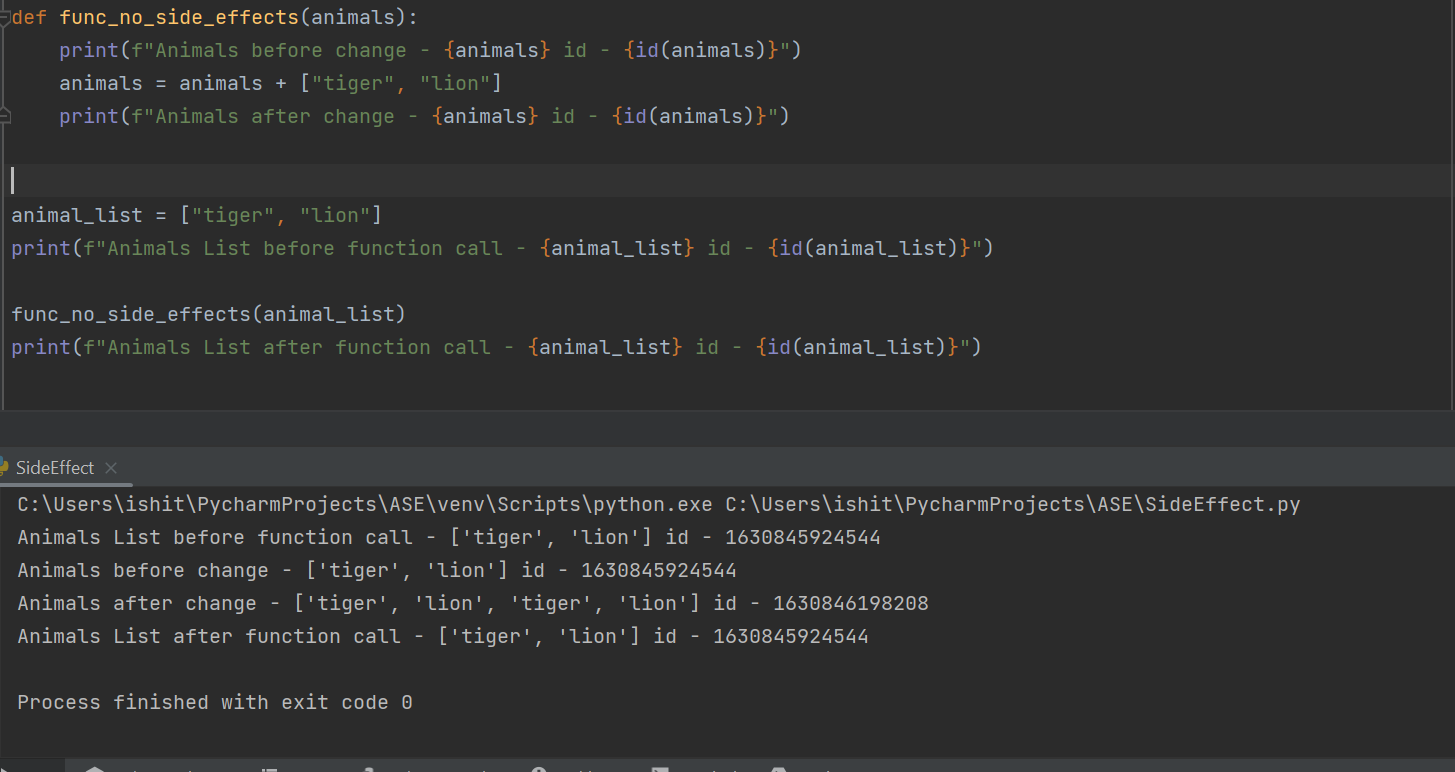 def func_no_side_effects(animals):
    print(f"Animals before change - {animals} id - {id(animals)}")
    animals = animals + ["tiger", "lion"]
    print(f"Animals after change - {animals} id - {id(animals)}")
animal_list = ["tiger", "lion"]
print(f"Animals List before function call - {animal_list} id - {id(animal_list)}")
func_no_side_effects(animal_list)
print(f"Animals List after function call - {animal_list} id - {id(animal_list)}")
SideEffect
C:\Users\ishit\PycharmProjects\ASE\venv\Scripts\python.exe C:\Users\ishit\PycharmProjects\ASE\SideEffect.py
Animals List before function call - ['tiger', 'lion'] id - 1630845924544
Animals before change - ['tiger', 'lion'] id - 1630845924544
Animals after change - ['tiger', 'lion', 'tiger', 'lion'] id - 1630846198208
Animals List after function call - ['tiger', 'lion'] id - 1630845924544
Process finished with exit code 0